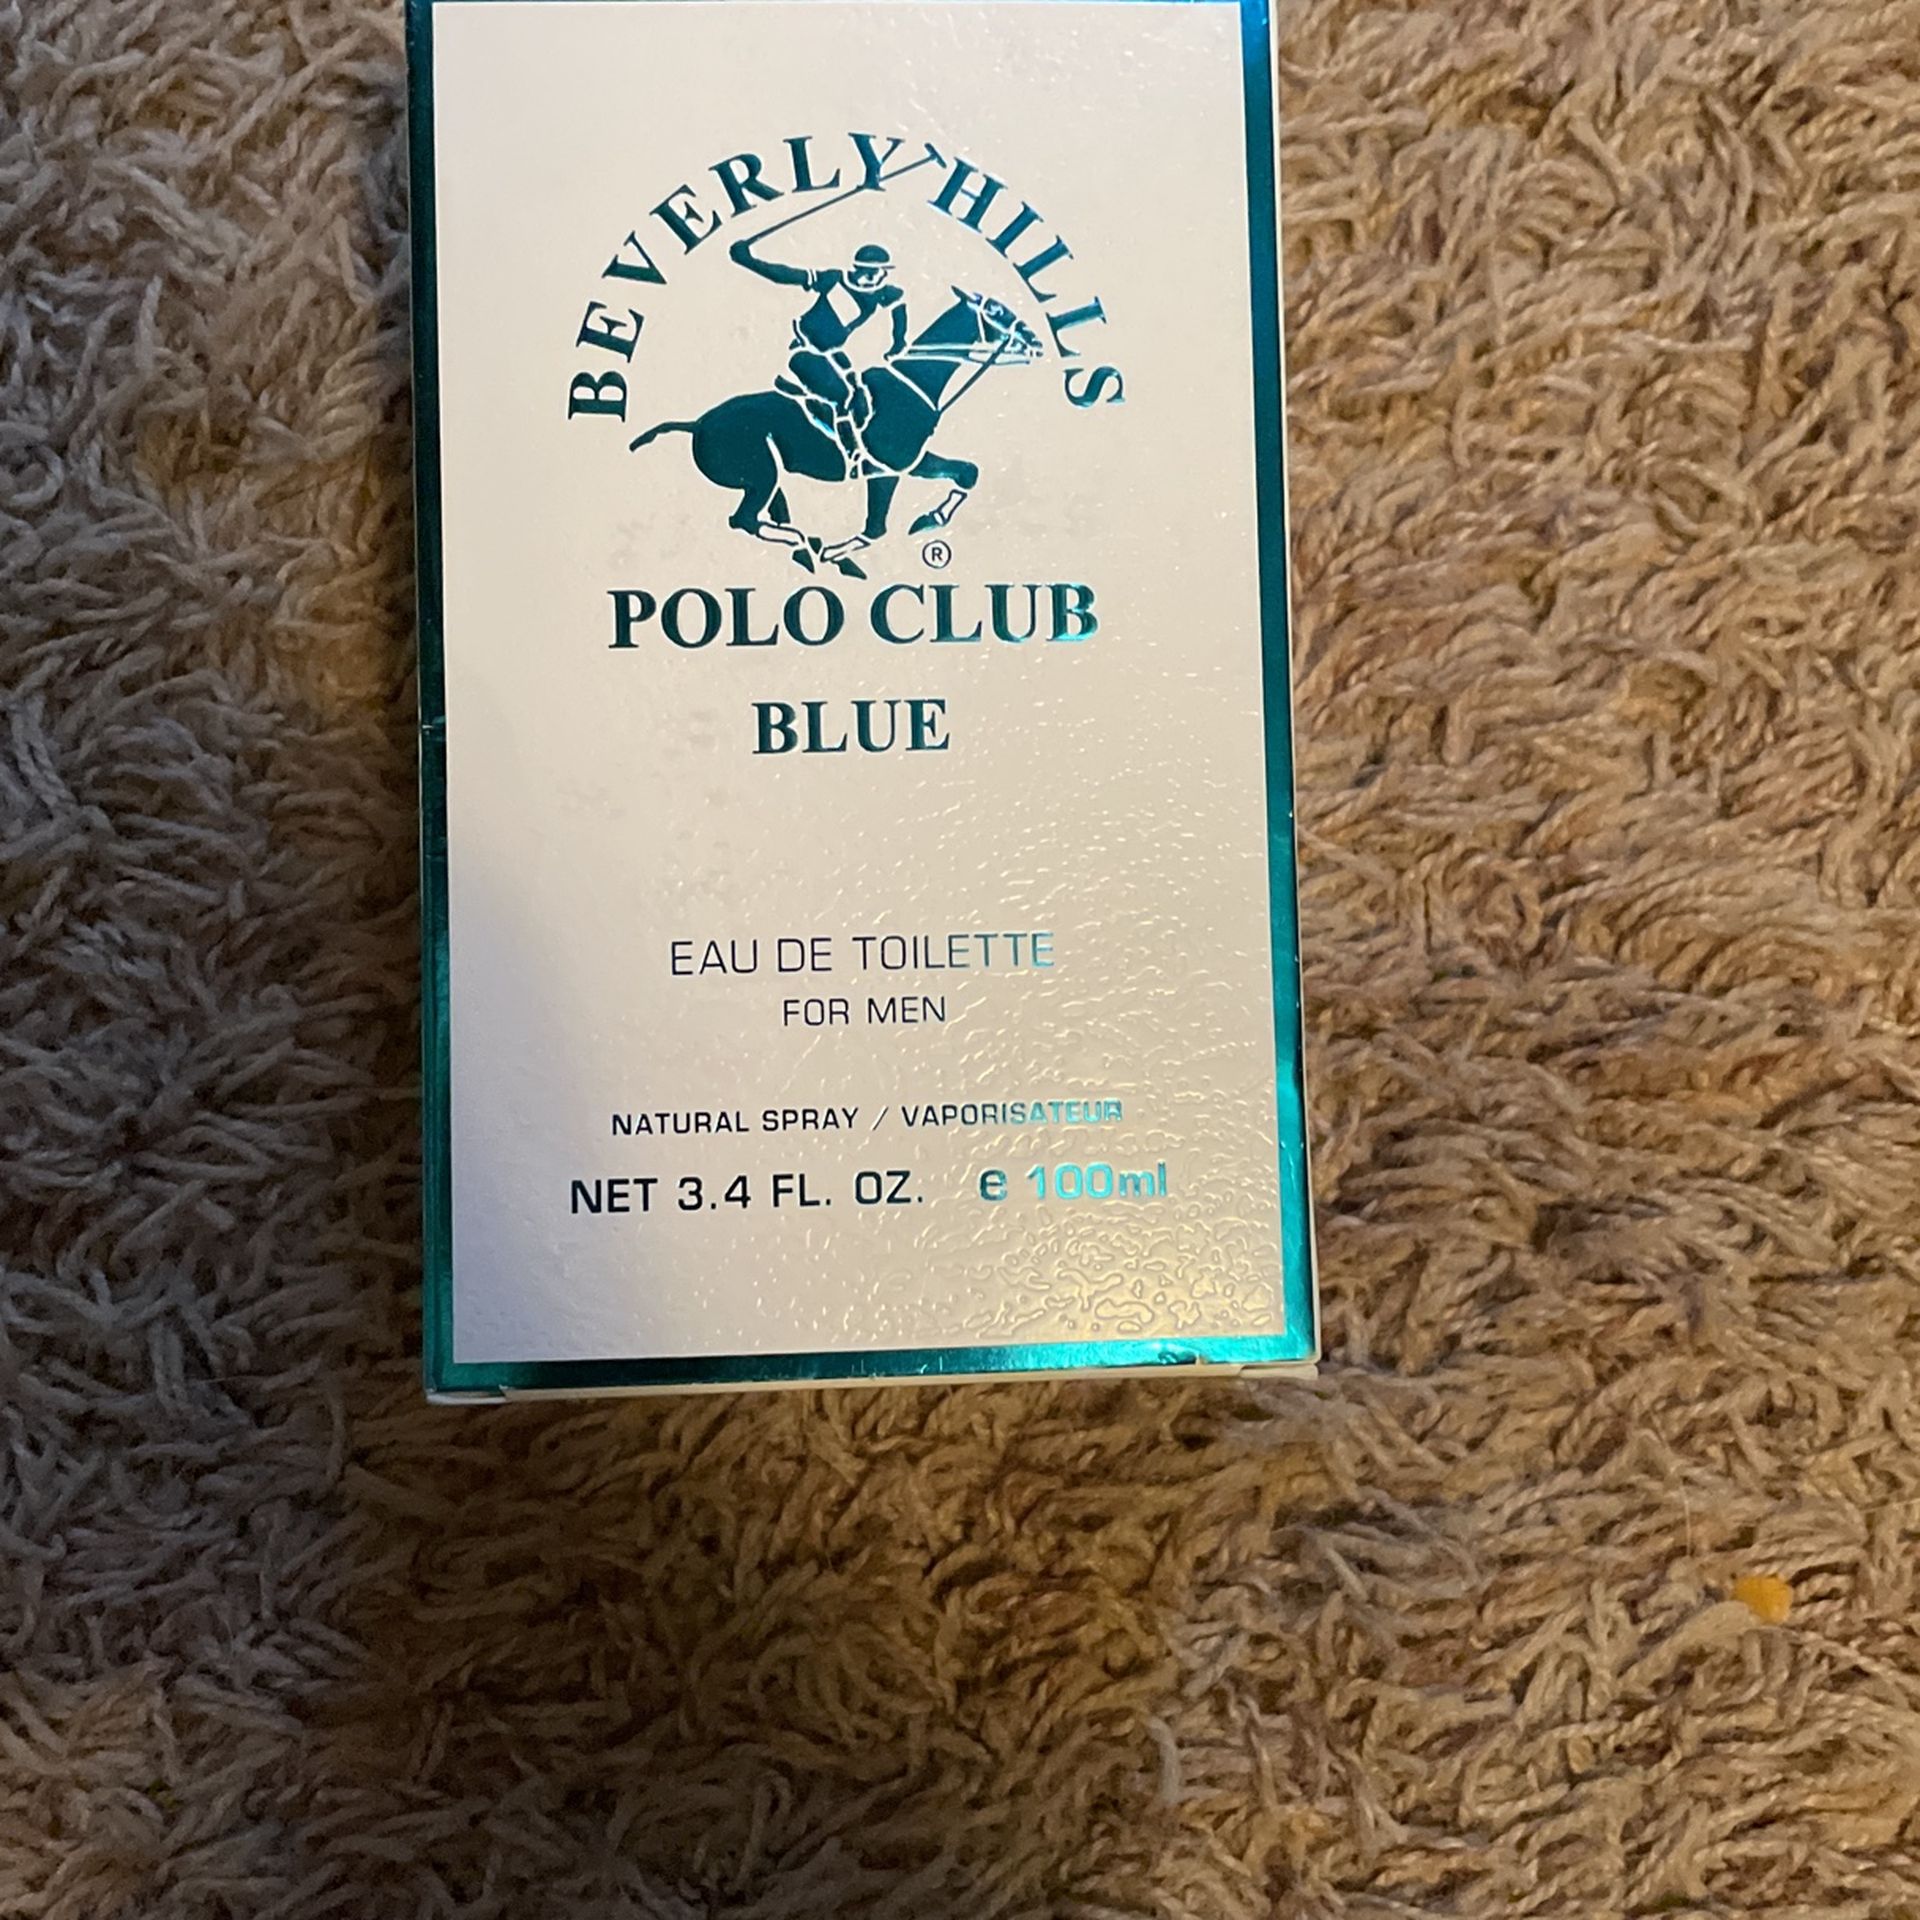 BEVERLY HILLS
®
POLO CLUB
BLUE
EAU DE TOILETTE
FOR MEN
NATURAL SPRAY / VAPORISATEUR
NET 3.4 FL. OZ. ℮ 100ml